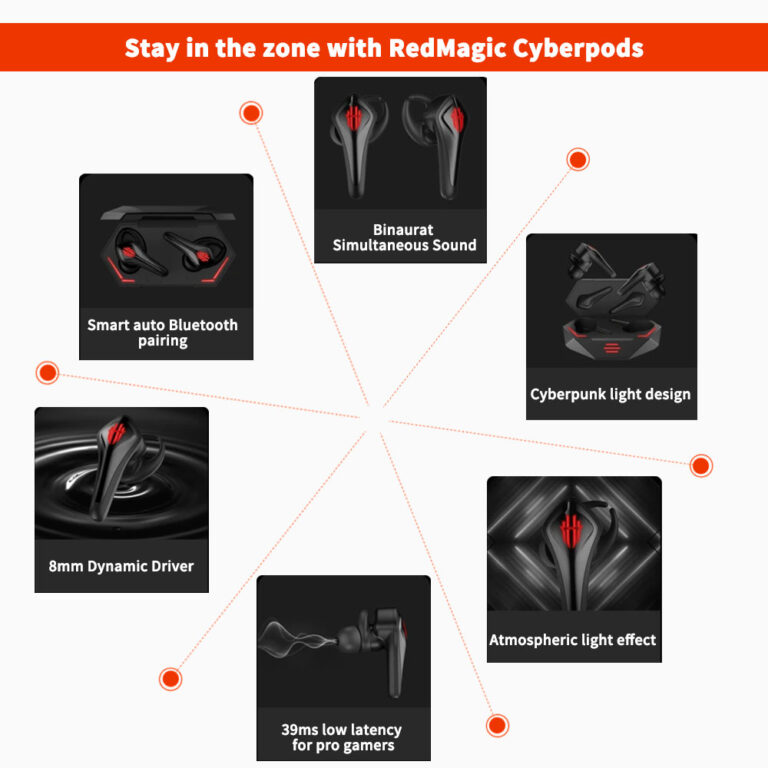 Stay in the zone with RedMagic Cyberpods
Binaurat
Simultaneous Sound
Smart auto Bluetooth
pairing
Cyberpunk light design
8mm Dynamic Driver
Atmospheric light effect
39ms low latency
for pro gamers